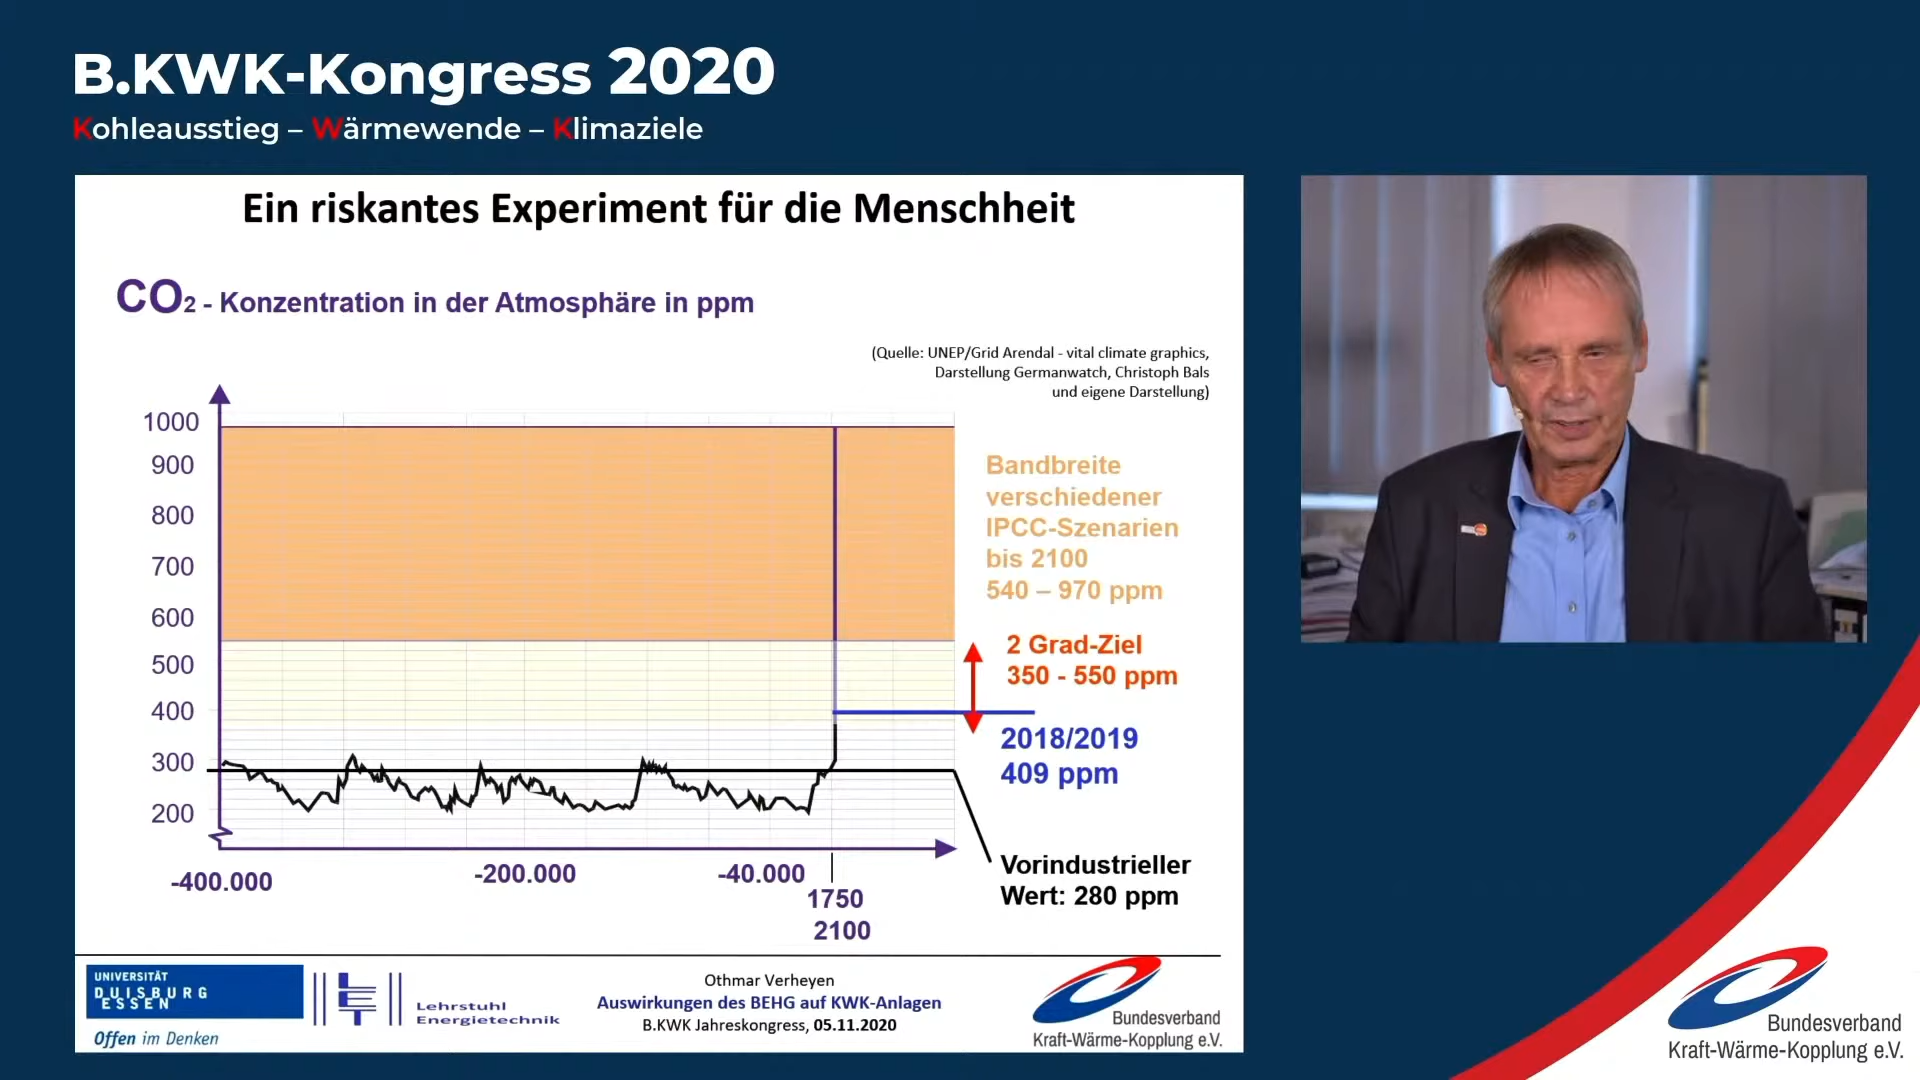 B.KWK-Kongress 2020
Kohleausstieg – Wärmewende – Klimaziele
Ein riskantes Experiment für die Menschheit
CO2 - Konzentration in der Atmosphäre in ppm
(Quelle: UNEP/Grid Arendal - vital climate graphics,
Darstellung Germanwatch, Christoph Bals
und eigene Darstellung)
1000
900
800
700
600
500
400
300
200
Bandbreite
verschiedener
IPCC-Szenarien
bis 2100
540 – 970 ppm
2 Grad-Ziel
350 - 550 ppm
2018/2019
409 ppm
Vorindustrieller
Wert: 280 ppm
-400.000
-200.000
-40.000
1750
2100
UNIVERSITÄT
DUISBURG
ESSEN
Offen im Denken
LET
Lehrstuhl
Energietechnik
Othmar Verheyen
Auswirkungen des BEHG auf KWK-Anlagen
B.KWK Jahreskongress, 05.11.2020
Bundesverband
Kraft-Wärme-Kopplung e.V.
Bundesverband
Kraft-Wärme-Kopplung e.V.